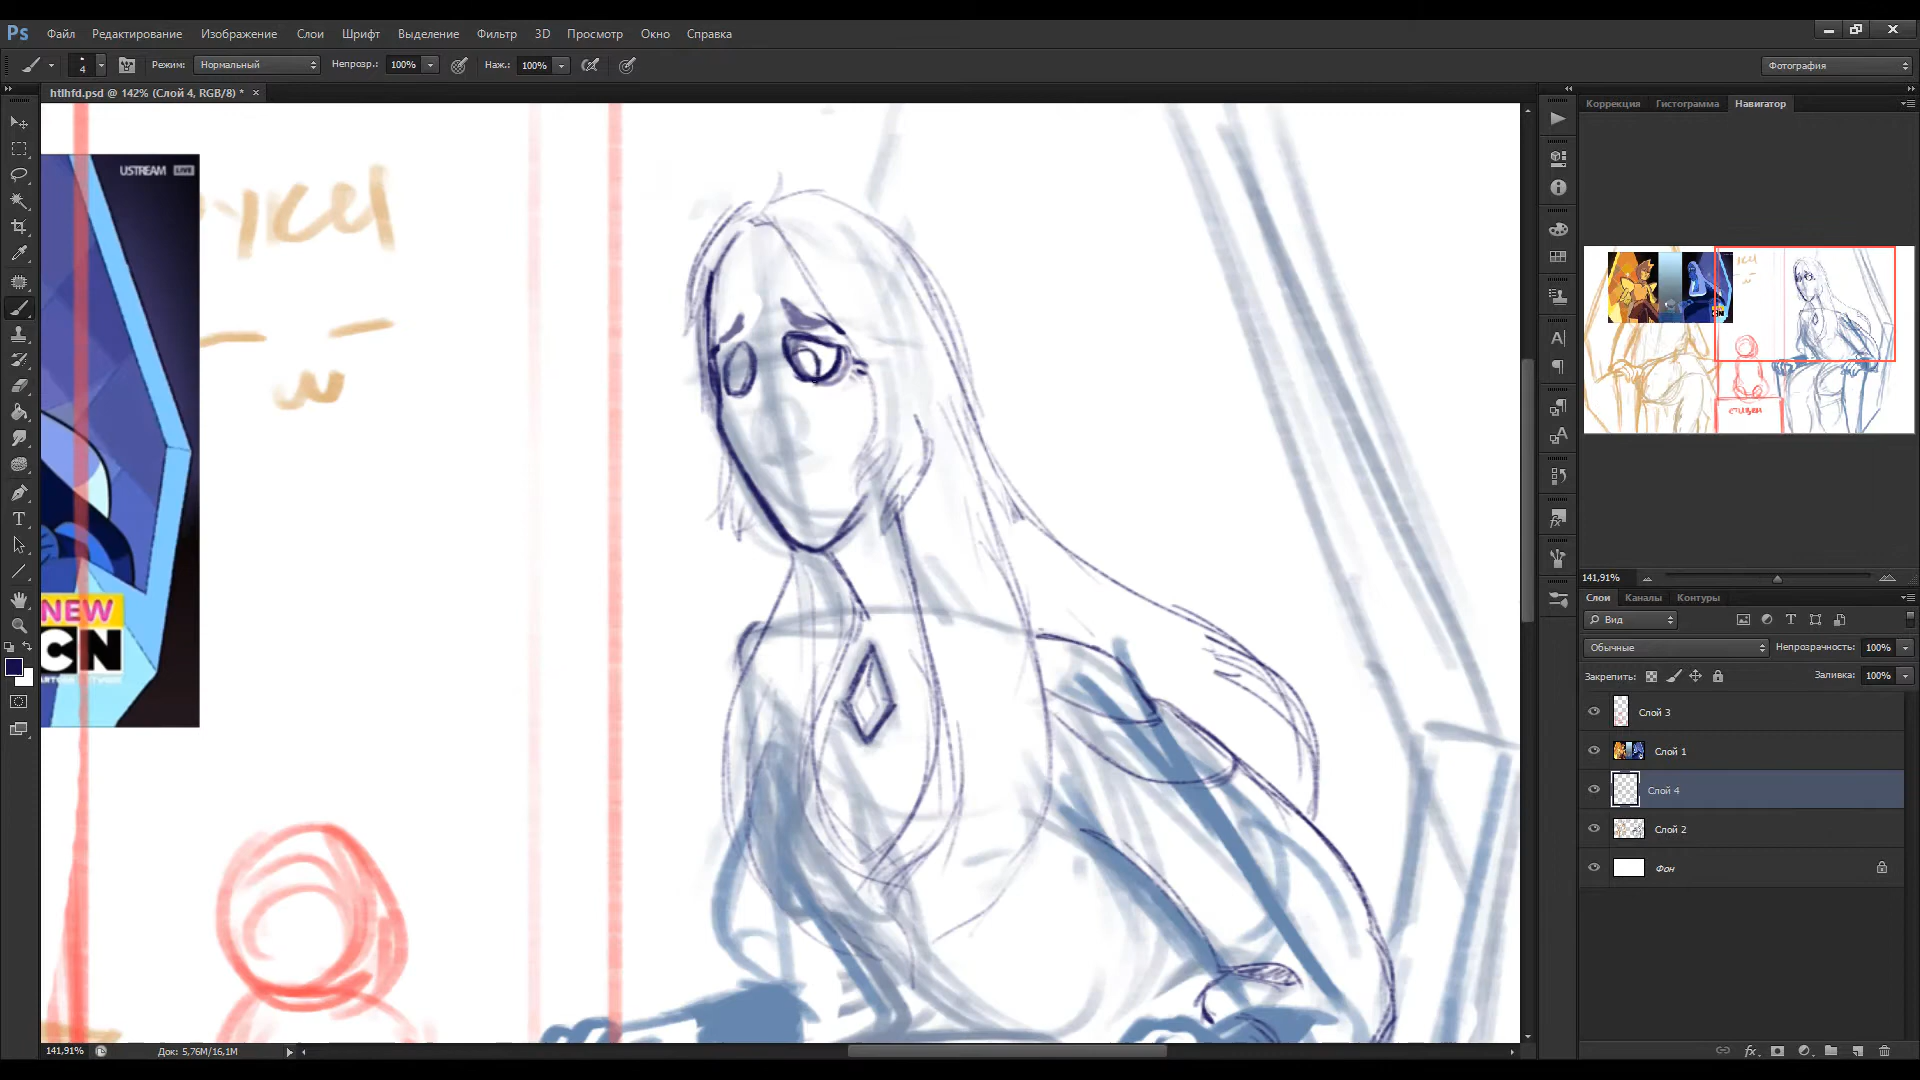 Ps Файл Редактирование Изображение Слои Шрифт Выделение Фильтр 3D Просмотр Окно Справка
4 Режим: Нормальный Непрозр.: 100% Наж.: 100% Фотография
htlhfd.psd @ 142% (Слой 4, RGB/8) * ×
Коррекция Гистограмма Навигатор
USTREAM LIVE
NEW
CN
141,91%
Слои Каналы Контуры
Вид
Обычные Непрозрачность: 100%
Закрепить: Заливка: 100%
Слой 3
Слой 1
Слой 4
Слой 2
Фон
141,91% Док: 5,76M/16,1M